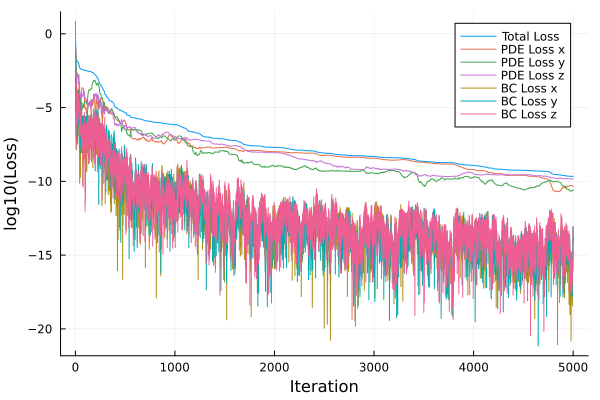 0
−5
−10
−15
−20
log10(Loss)
Total Loss
PDE Loss x
PDE Loss y
PDE Loss z
BC Loss x
BC Loss y
BC Loss z
0 1000 2000 3000 4000 5000
Iteration